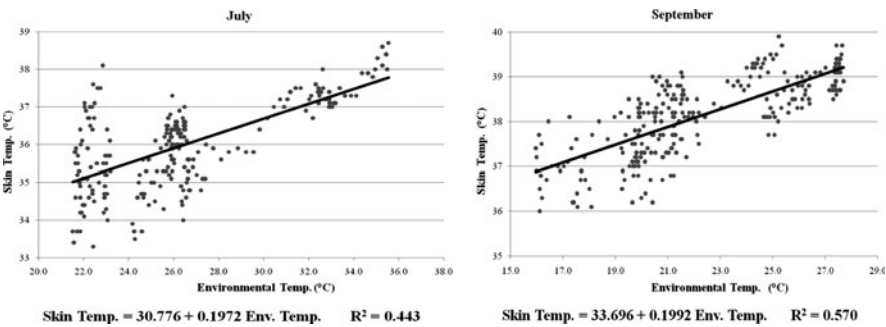 July
39
38
37
36
35
34
33
Skin Temp. (°C)
20.0 22.0 24.0 26.0 28.0 30.0 32.0 34.0 36.0 38.0
Environmental Temp. (°C)
Skin Temp. = 30.776 + 0.1972 Env. Temp. R² = 0.443
September
40
39
38
37
36
35
Skin Temp. (°C)
15.0 17.0 19.0 21.0 23.0 25.0 27.0 29.0
Environmental Temp. (°C)
Skin Temp. = 33.696 + 0.1992 Env. Temp. R² = 0.570